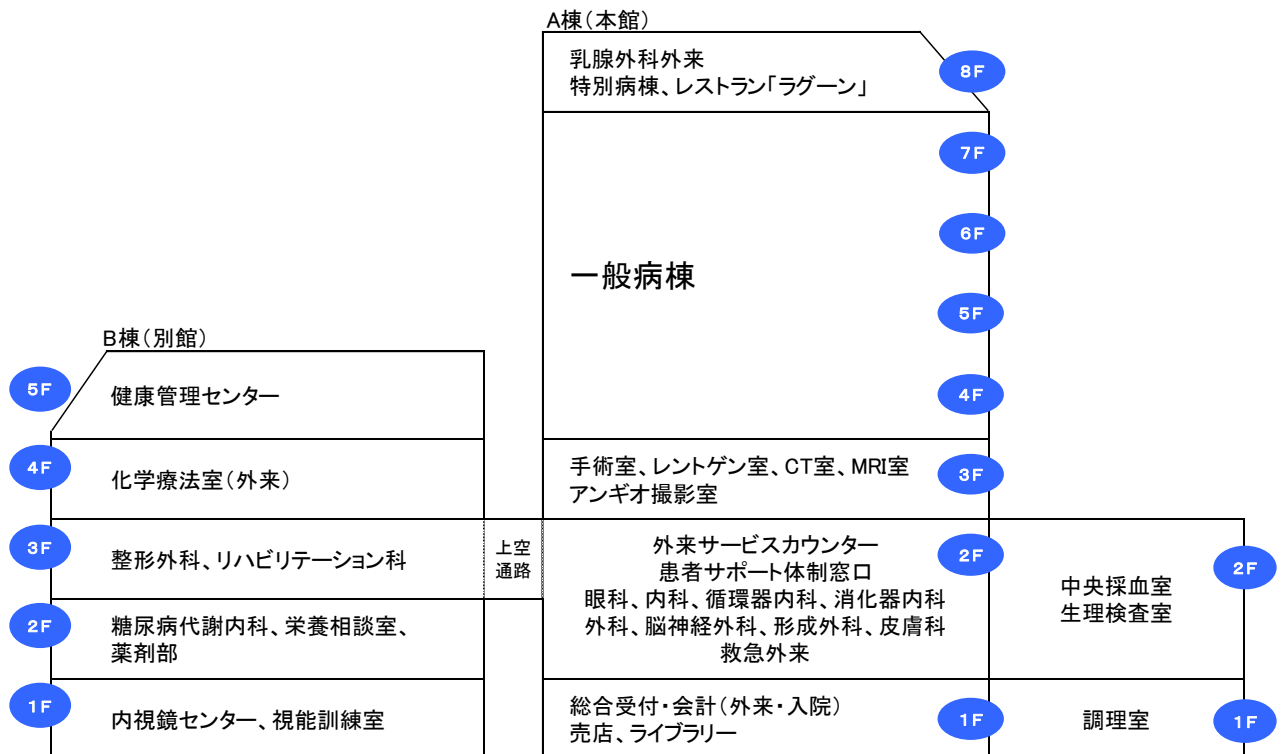 A棟(本館)
乳腺外科外来
特別病棟、レストラン「ラグーン」
8F
7F
6F
一般病棟
5F
4F
手術室、レントゲン室、CT室、MRI室
アンギオ撮影室
3F
外来サービスカウンター
患者サポート体制窓口
眼科、内科、循環器内科、消化器内科
外科、脳神経外科、形成外科、皮膚科
救急外来
2F
総合受付・会計(外来・入院)
売店、ライブラリー
1F
B棟(別館)
5F
健康管理センター
4F
化学療法室(外来)
3F
整形外科、リハビリテーション科
2F
糖尿病代謝内科、栄養相談室、
薬剤部
1F
内視鏡センター、視能訓練室
上空
通路
中央採血室
生理検査室
2F
調理室
1F